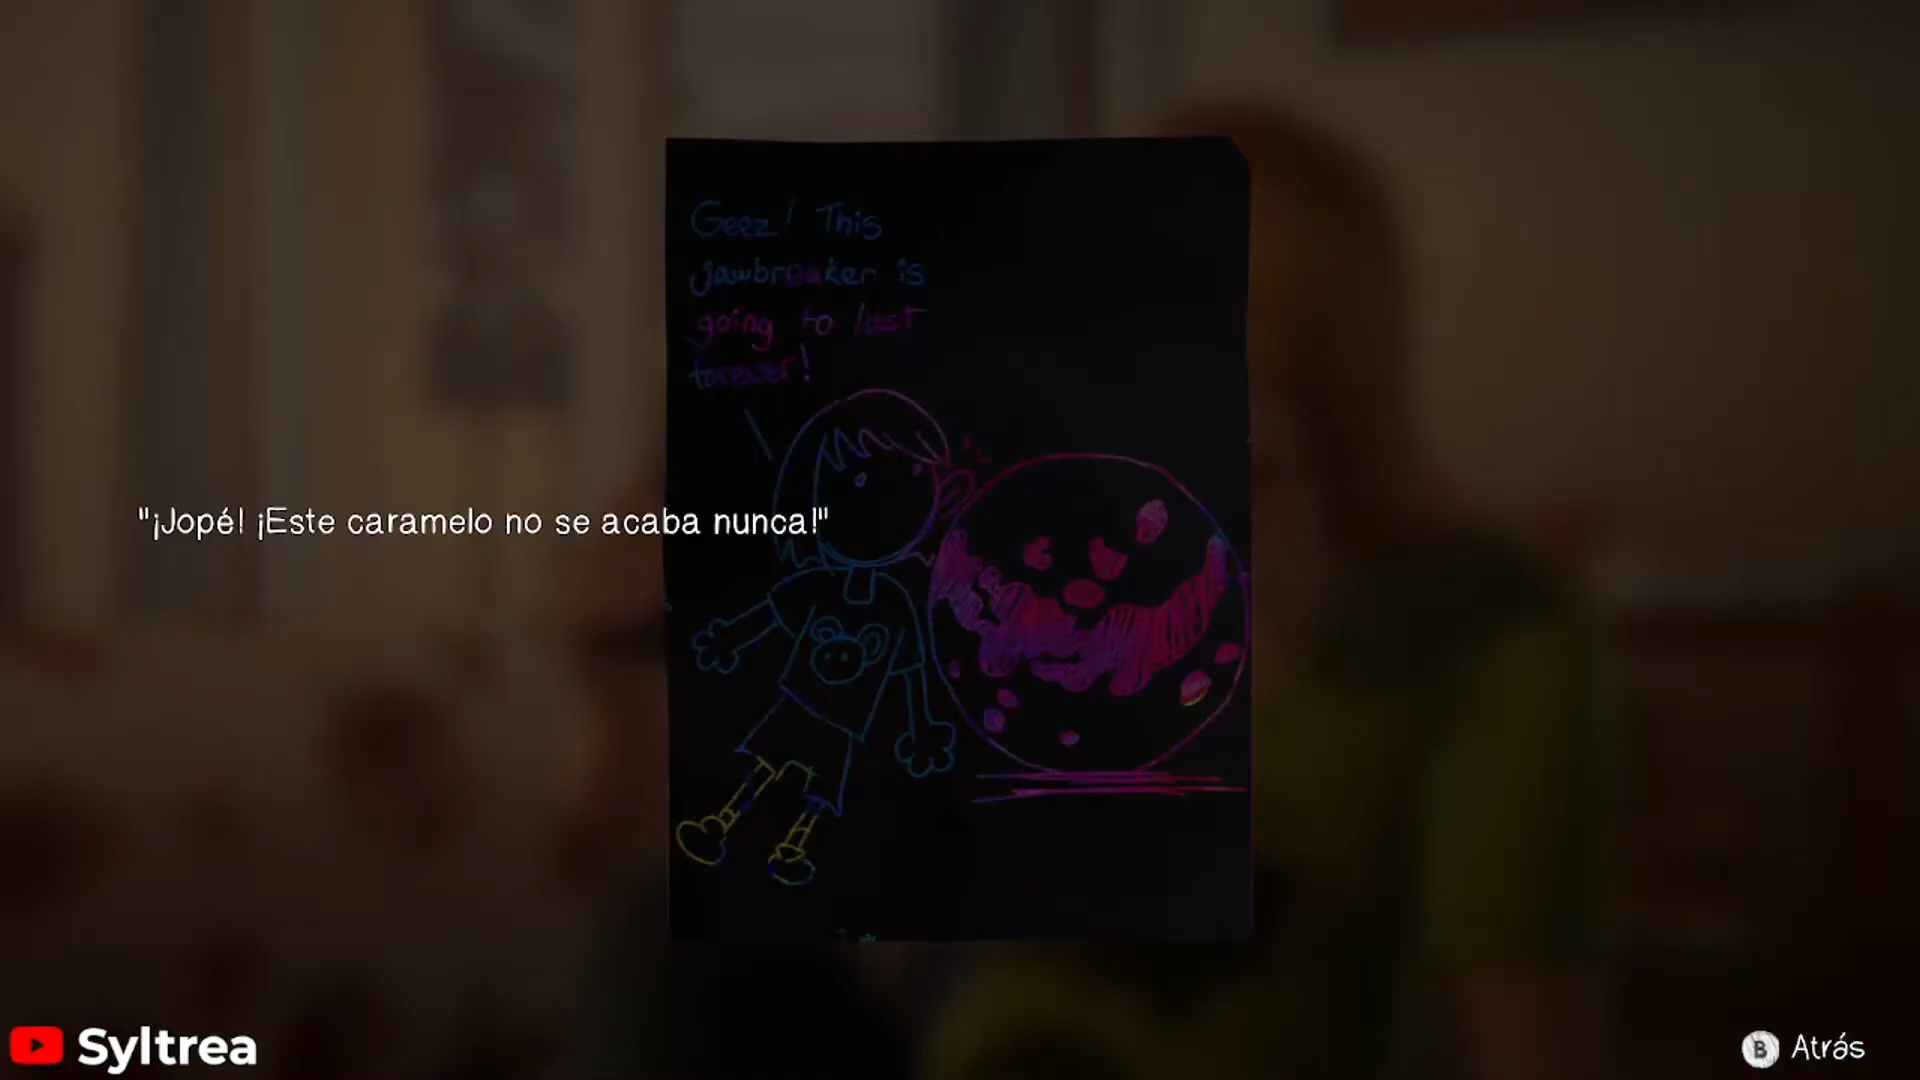 Geez! This
jawbreaker is
going to last
forever!
"¡Jopé! ¡Este caramelo no se acaba nunca!"
Syltrea
B Atrás